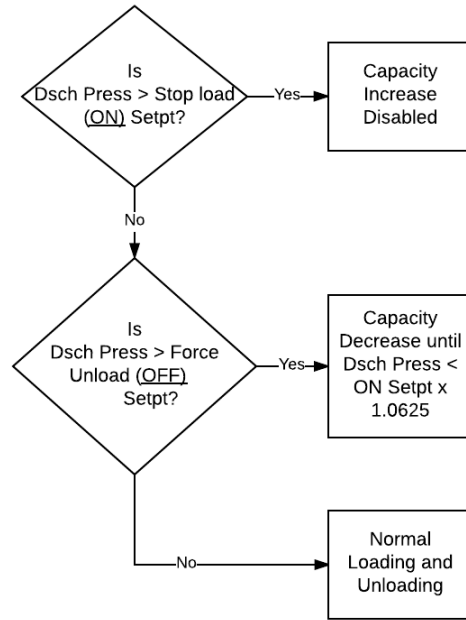 Is
Dsch Press > Stop load
(ON) Setpt?
Yes
Capacity
Increase
Disabled
No
Is
Dsch Press > Force
Unload (OFF)
Setpt?
Yes
Capacity
Decrease until
Dsch Press <
ON Setpt x
1.0625
No
Normal
Loading and
Unloading